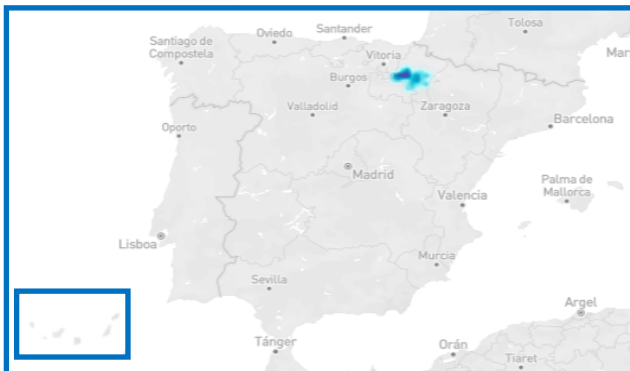 Tolosa
Santander
Oviedo
Santiago de
Compostela
Mar
Vitoria
Burgos
Valladolid
Zaragoza
Barcelona
Oporto
Madrid
Palma de
Mallorca
Valencia
Lisboa
Murcia
Sevilla
Argel
Tánger
Orán
Tiaret